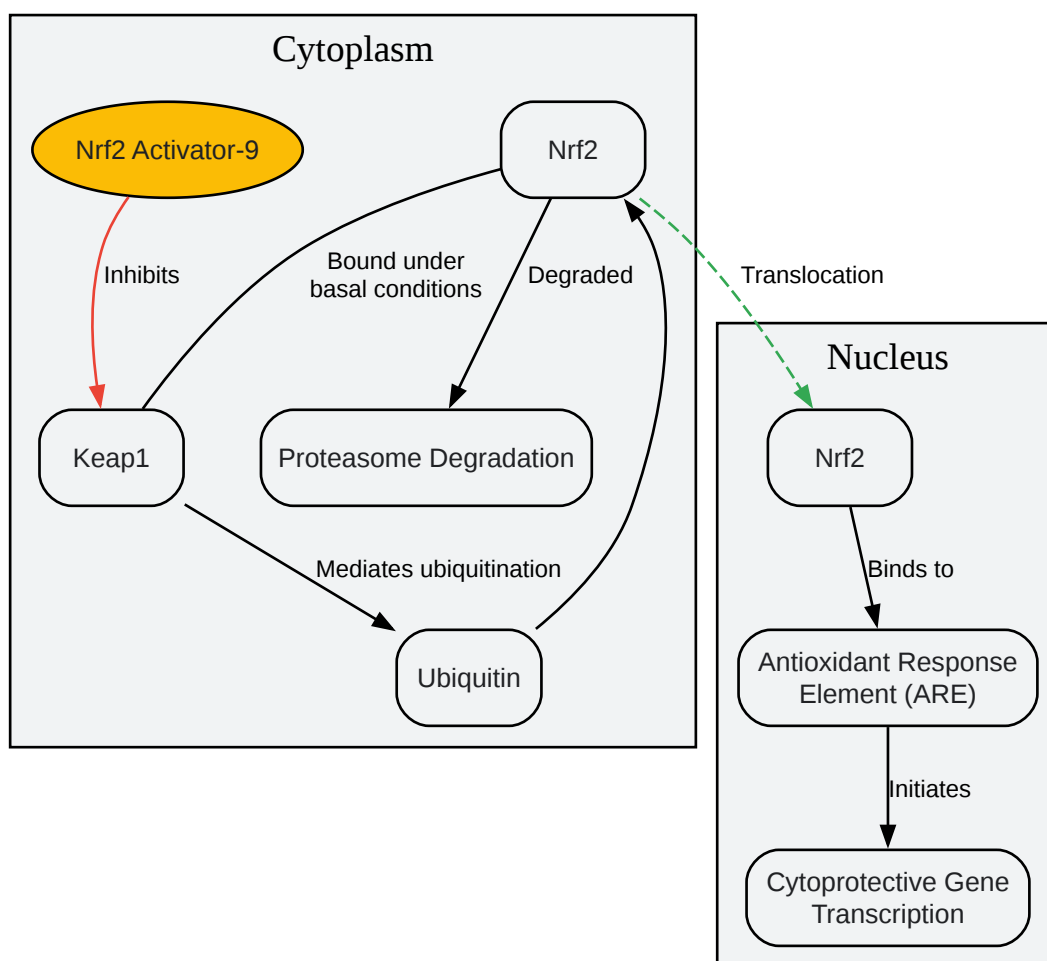 Cytoplasm
Nrf2 Activator-9
Nrf2
Inhibits
Bound under
basal conditions
Degraded
Translocation
Nucleus
Keap1
Proteasome Degradation
Nrf2
Mediates ubiquitination
Binds to
Ubiquitin
Antioxidant Response
Element (ARE)
Initiates
Cytoprotective Gene
Transcription